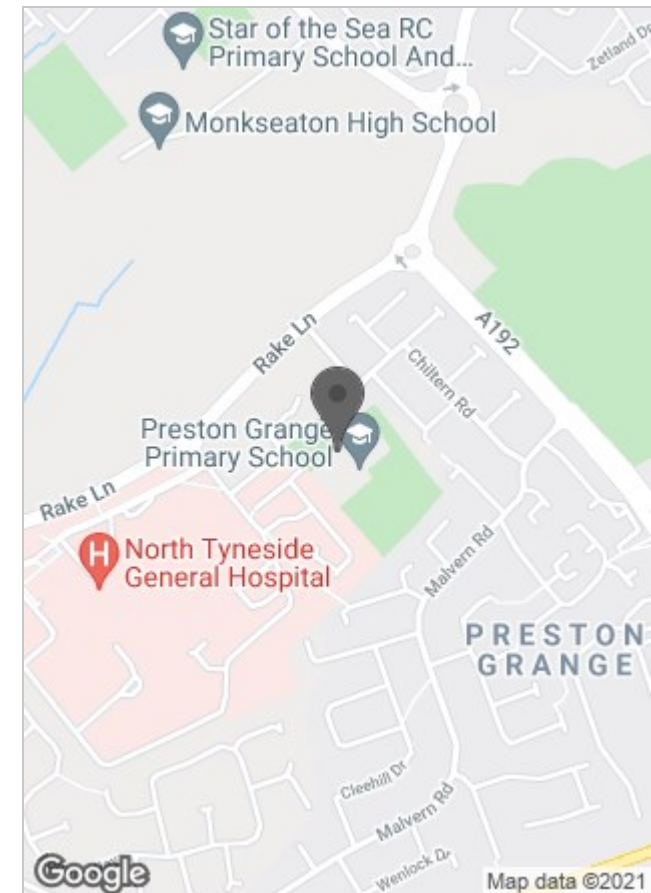 Star of the Sea RC
Primary School And...
Zetland Dr
Monkseaton High School
Rake Ln
A192
Chiltern Rd
Preston Grange
Primary School
Rake Ln
H
North Tyneside
General Hospital
Malvern Rd
PRESTON
GRANGE
Cleehill Dr
Malvern Rd
Wenlock Dr
Google
Map data ©2021